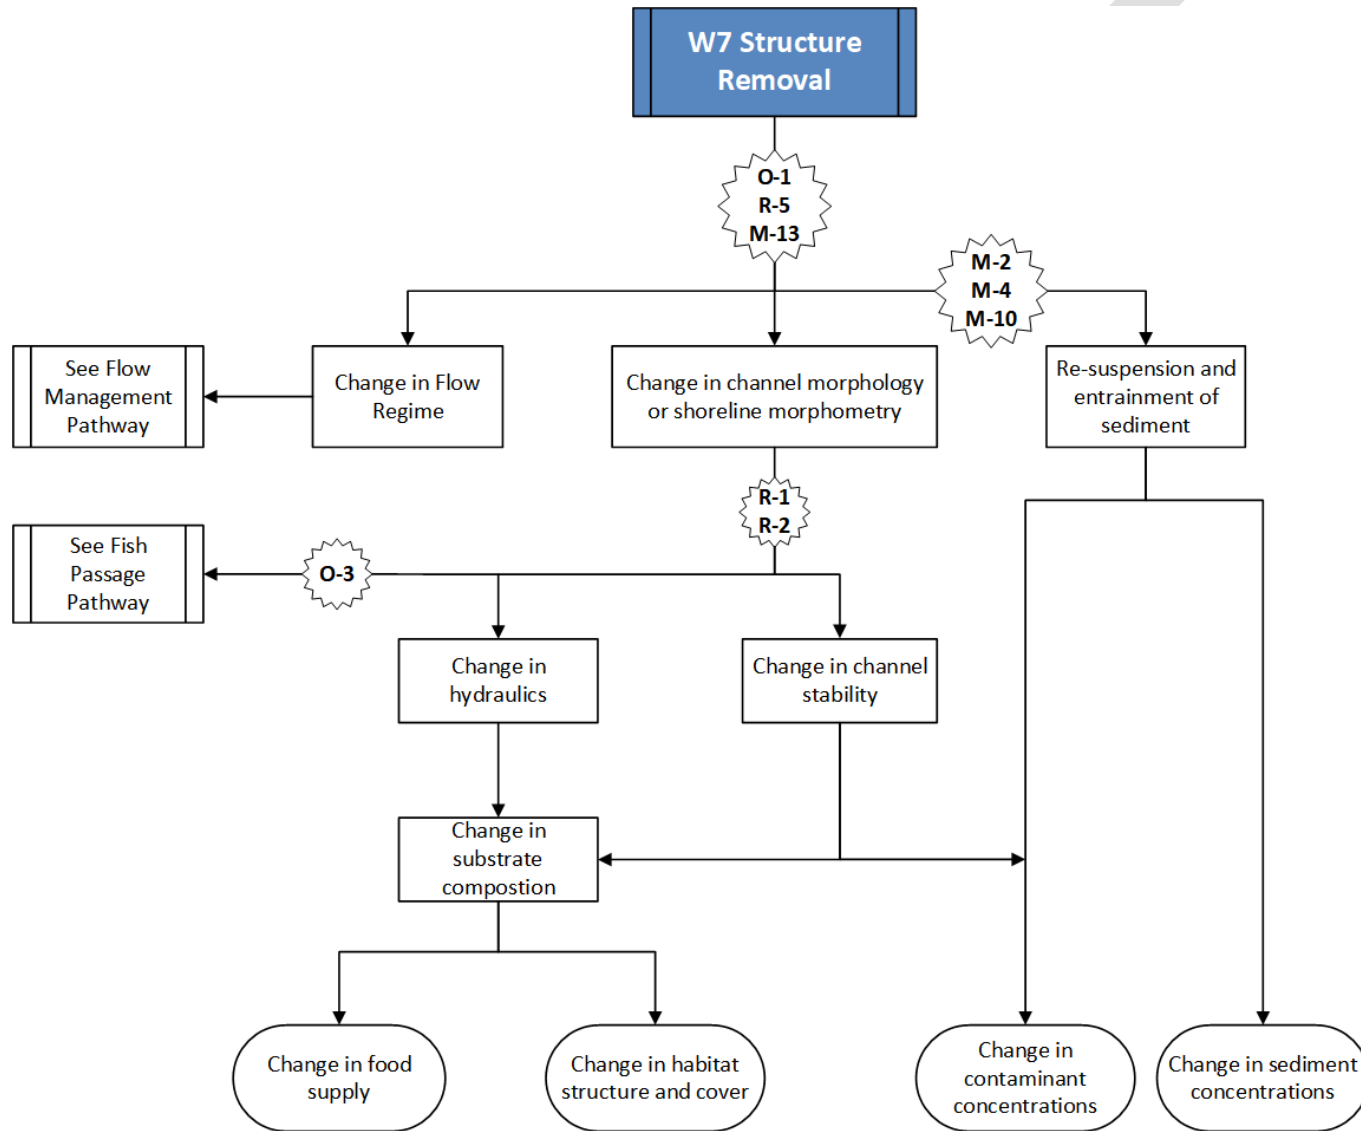 W7 Structure
Removal
O-1
R-5
M-13
M-2
M-4
M-10
See Flow
Management
Pathway
Change in Flow
Regime
Change in channel morphology
or shoreline morphometry
Re-suspension and
entrainment of
sediment
R-1
R-2
See Fish
Passage
Pathway
O-3
Change in
hydraulics
Change in channel
stability
Change in
substrate
compostion
Change in food
supply
Change in habitat
structure and cover
Change in
contaminant
concentrations
Change in sediment
concentrations